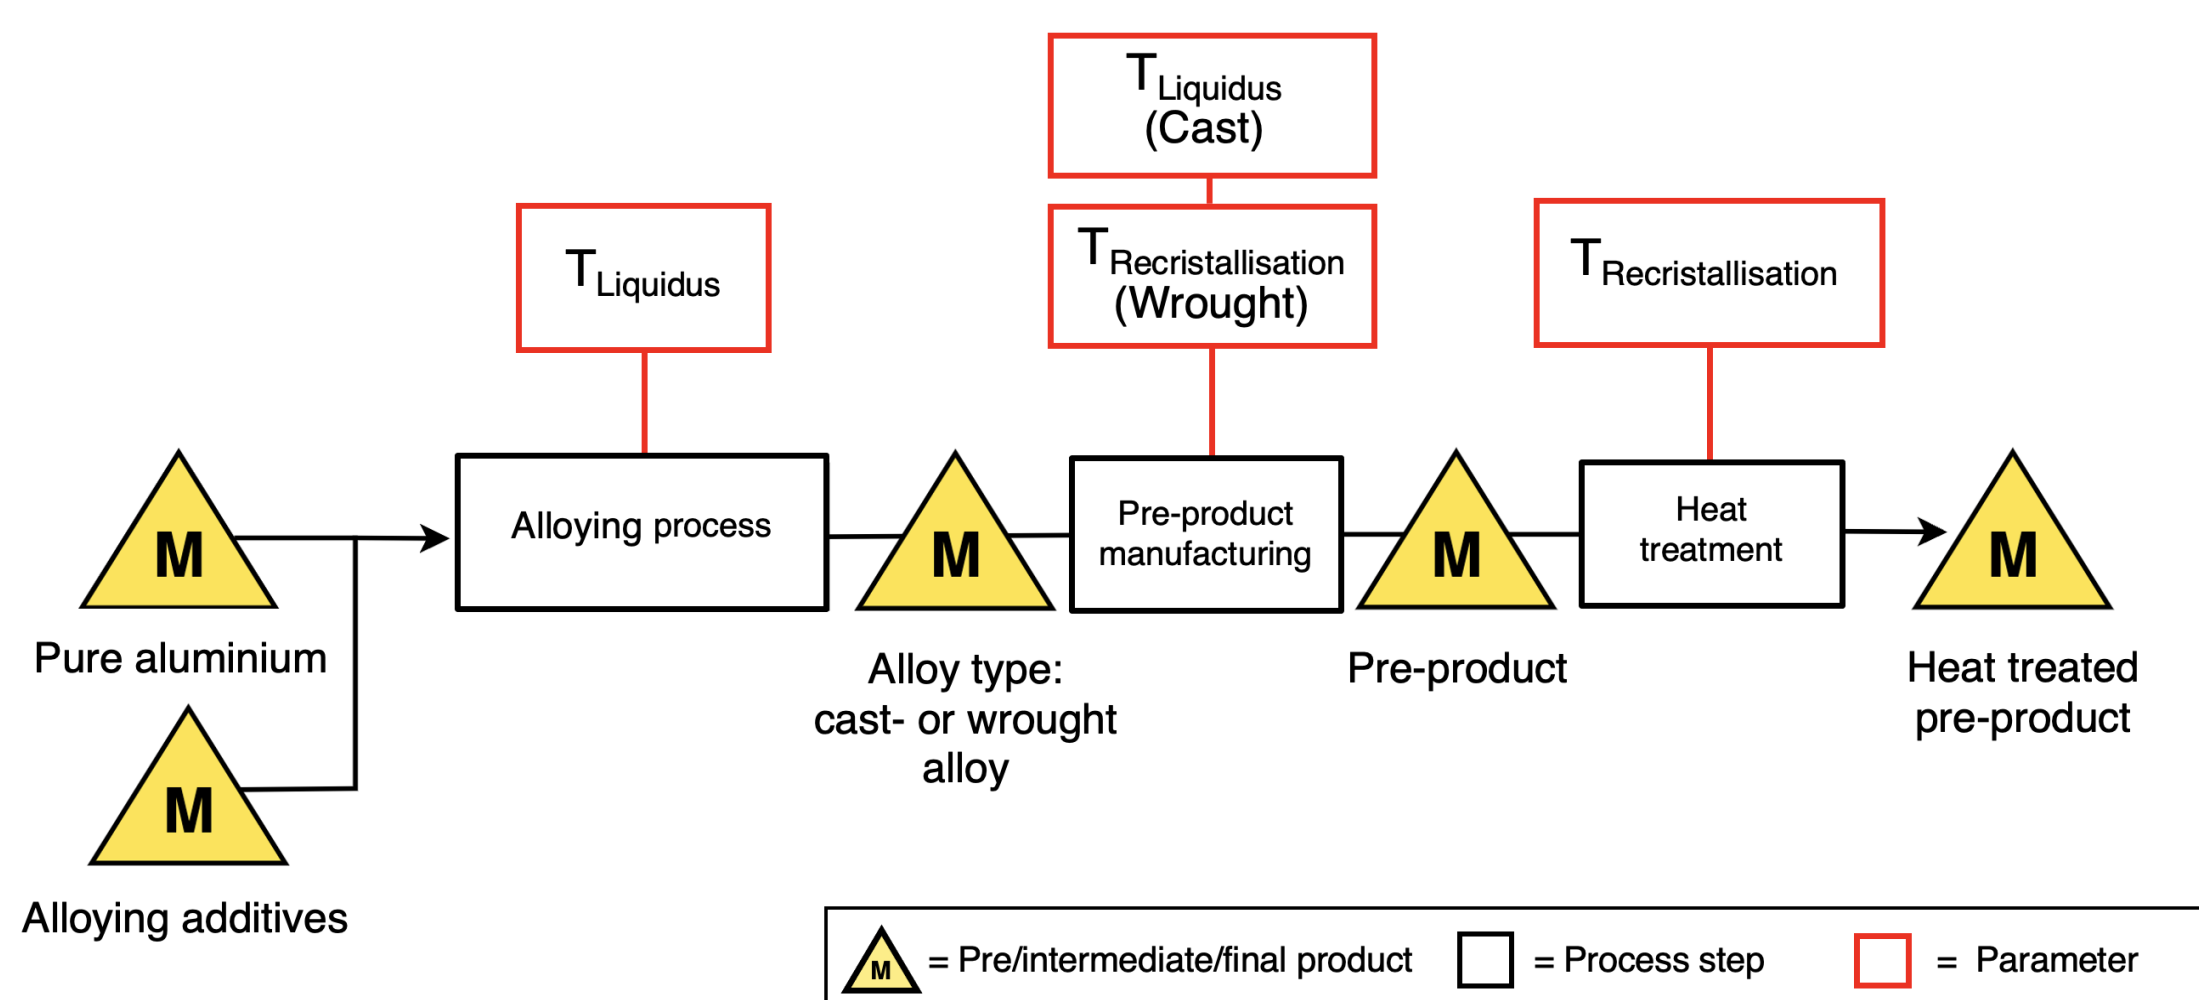 T Liquidus
(Cast)
T Liquidus
T Recristallisation
(Wrought)
T Recristallisation
M
Alloying process
M
Pre-product
manufacturing
M
Heat
treatment
M
Pure aluminium
Alloy type:
cast- or wrought
alloy
Pre-product
Heat treated
pre-product
M
Alloying additives
M
= Pre/intermediate/final product
= Process step
= Parameter